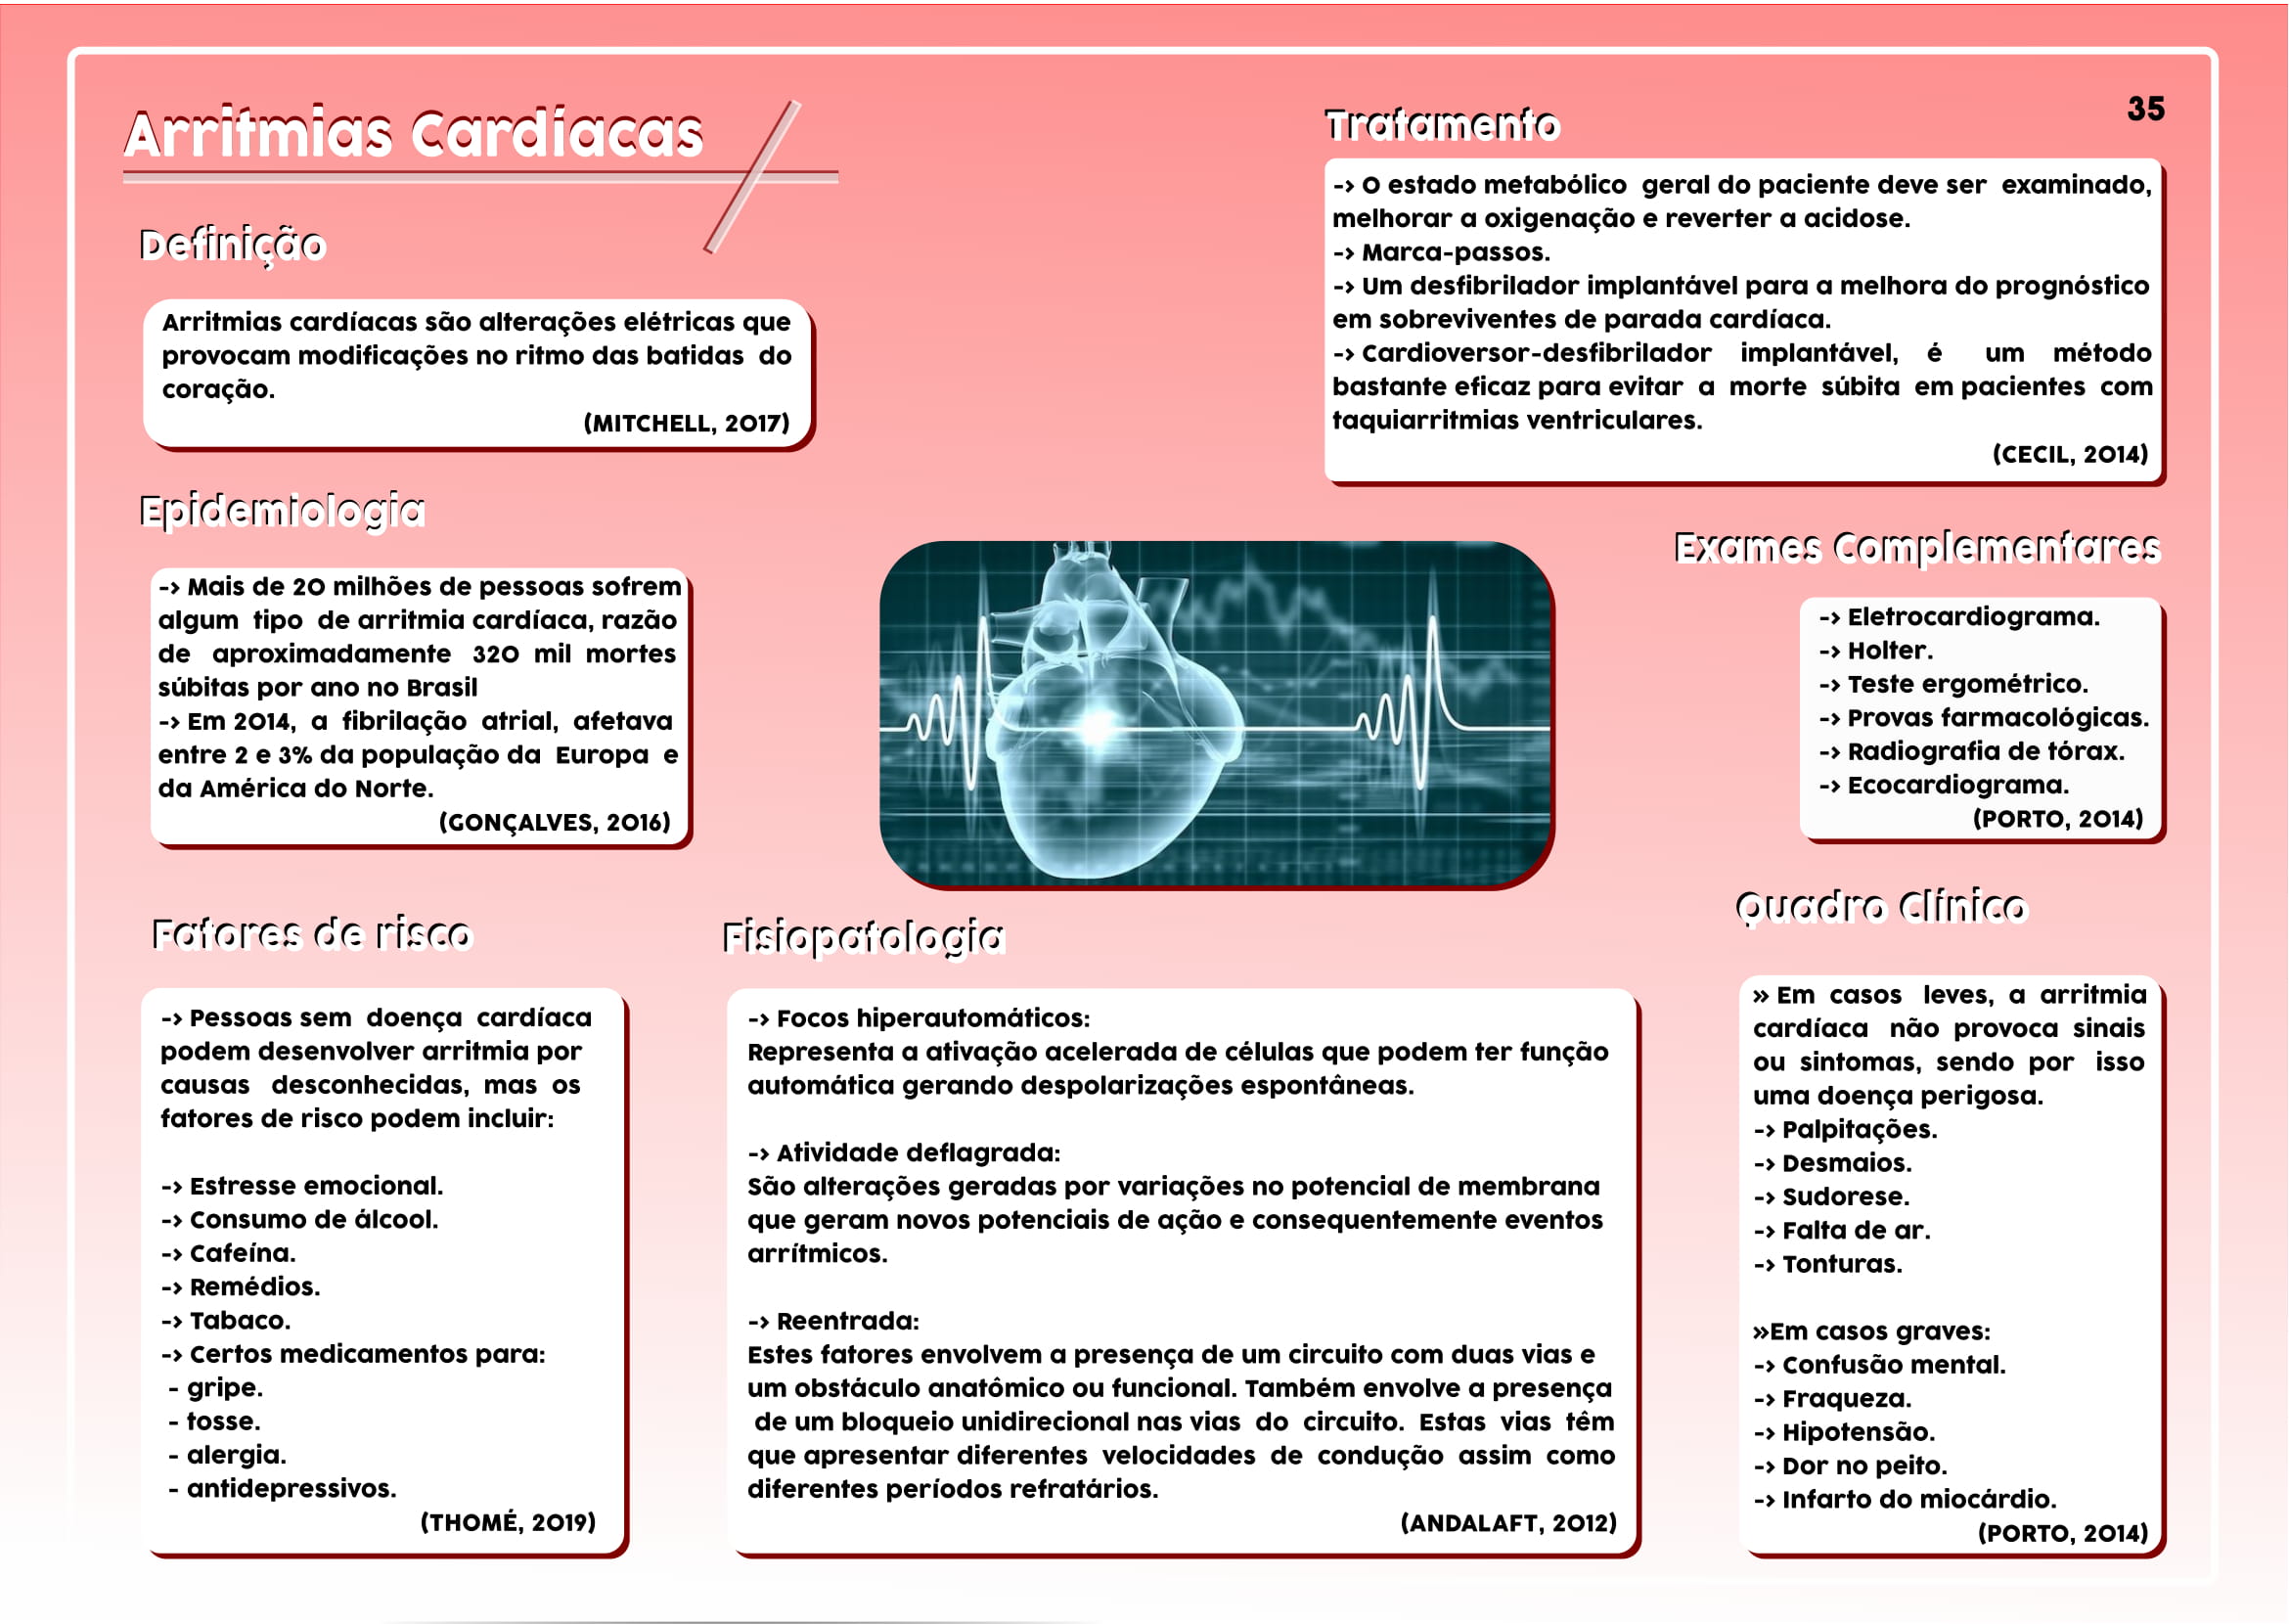 Arritmias Cardíacas
Definição
Arritmias cardíacas são alterações elétricas que
provocam modificações no ritmo das batidas do
coração.
(MITCHELL, 2017)
Epidemiologia
-> Mais de 20 milhões de pessoas sofrem
algum tipo de arritmia cardíaca, razão
de aproximadamente 320 mil mortes
súbitas por ano no Brasil
-> Em 2014, a fibrilação atrial, afetava
entre 2 e 3% da população da Europa e
da América do Norte.
(GONÇALVES, 2016)
Fatores de risco
-> Pessoas sem doença cardíaca
podem desenvolver arritmia por
causas desconhecidas, mas os
fatores de risco podem incluir:
-> Estresse emocional.
-> Consumo de álcool.
-> Cafeína.
-> Remédios.
-> Tabaco.
-> Certos medicamentos para:
- gripe.
- tosse.
- alergia.
- antidepressivos.
(THOMÉ, 2019)
Fisiopatologia
-> Focos hiperautomáticos:
Representa a ativação acelerada de células que podem ter função
automática gerando despolarizações espontâneas.
-> Atividade deflagrada:
São alterações geradas por variações no potencial de membrana
que geram novos potenciais de ação e consequentemente eventos
arrítmicos.
-> Reentrada:
Estes fatores envolvem a presença de um circuito com duas vias e
um obstáculo anatômico ou funcional. Também envolve a presença
de um bloqueio unidirecional nas vias do circuito. Estas vias têm
que apresentar diferentes velocidades de condução assim como
diferentes períodos refratários.
(ANDALAFT, 2012)
35
Tratamento
-> O estado metabólico geral do paciente deve ser examinado,
melhorar a oxigenação e reverter a acidose.
-> Marca-passos.
-> Um desfibrilador implantável para a melhora do prognóstico
em sobreviventes de parada cardíaca.
-> Cardioversor-desfibrilador implantável, é um método
bastante eficaz para evitar a morte súbita em pacientes com
taquiarritmias ventriculares.
(CECIL, 2014)
Exames Complementares
-> Eletrocardiograma.
-> Holter.
-> Teste ergométrico.
-> Provas farmacológicas.
-> Radiografia de tórax.
-> Ecocardiograma.
(PORTO, 2014)
Quadro Clínico
» Em casos leves, a arritmia
cardíaca não provoca sinais
ou sintomas, sendo por isso
uma doença perigosa.
-> Palpitações.
-> Desmaios.
-> Sudorese.
-> Falta de ar.
-> Tonturas.
»Em casos graves:
-> Confusão mental.
-> Fraqueza.
-> Hipotensão.
-> Dor no peito.
-> Infarto do miocárdio.
(PORTO, 2014)